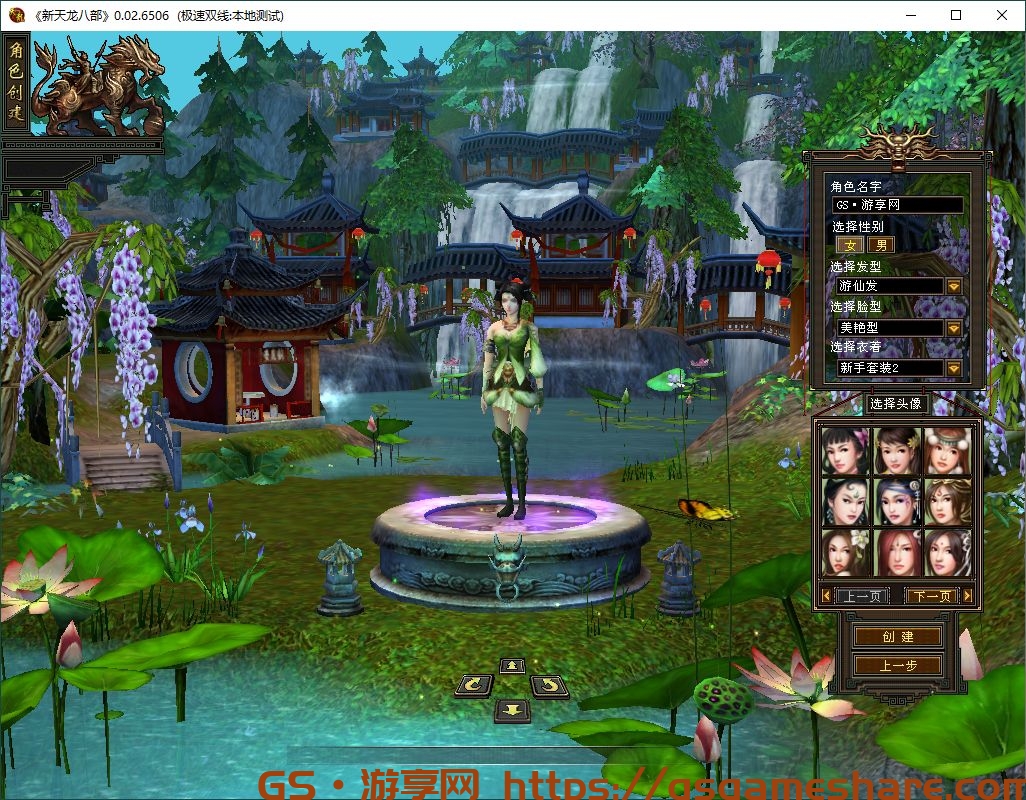 《新天龙八部》0.02.6506 (极速双线:本地测试)
角色创建
角色名字
GS·游享网
选择性别
女 男
选择发型
游仙发
选择脸型
美艳型
选择衣着
新手套装2
选择头像
上一页 下一页
创 建
上一步
GS·游享网 https://gsgameshare.com